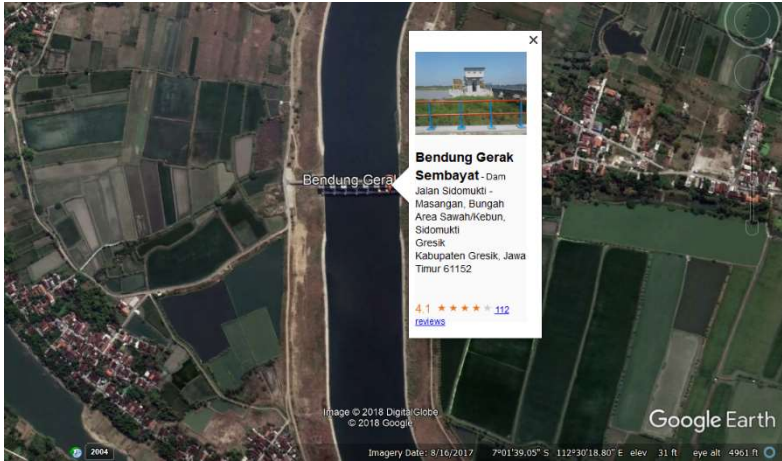 ×
Bendung Gerak
Sembayat - Dam
Jalan Sidomukti -
Masangan, Bungah
Area Sawah/Kebun,
Sidomukti
Gresik
Kabupaten Gresik, Jawa
Timur 61152
4.1 ★★★★★ 112
reviews
Bendung Gerak
Image © 2018 DigitalGlobe
© 2018 Google
Google Earth
2004
Imagery Date: 8/16/2017 7°01'39.05" S 112°30'18.80" E elev 31 ft eye alt 4961 ft